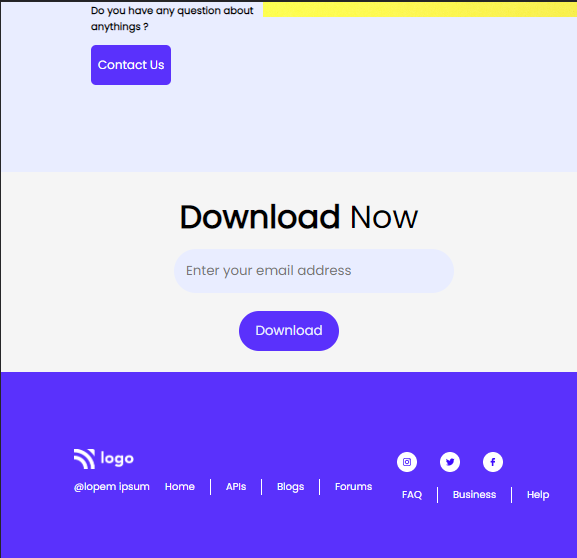 Do you have any question about
anythings ?
Contact Us
Download Now
Enter your email address
Download
logo
@lopem ipsum Home APIs Blogs Forums
FAQ Business Help